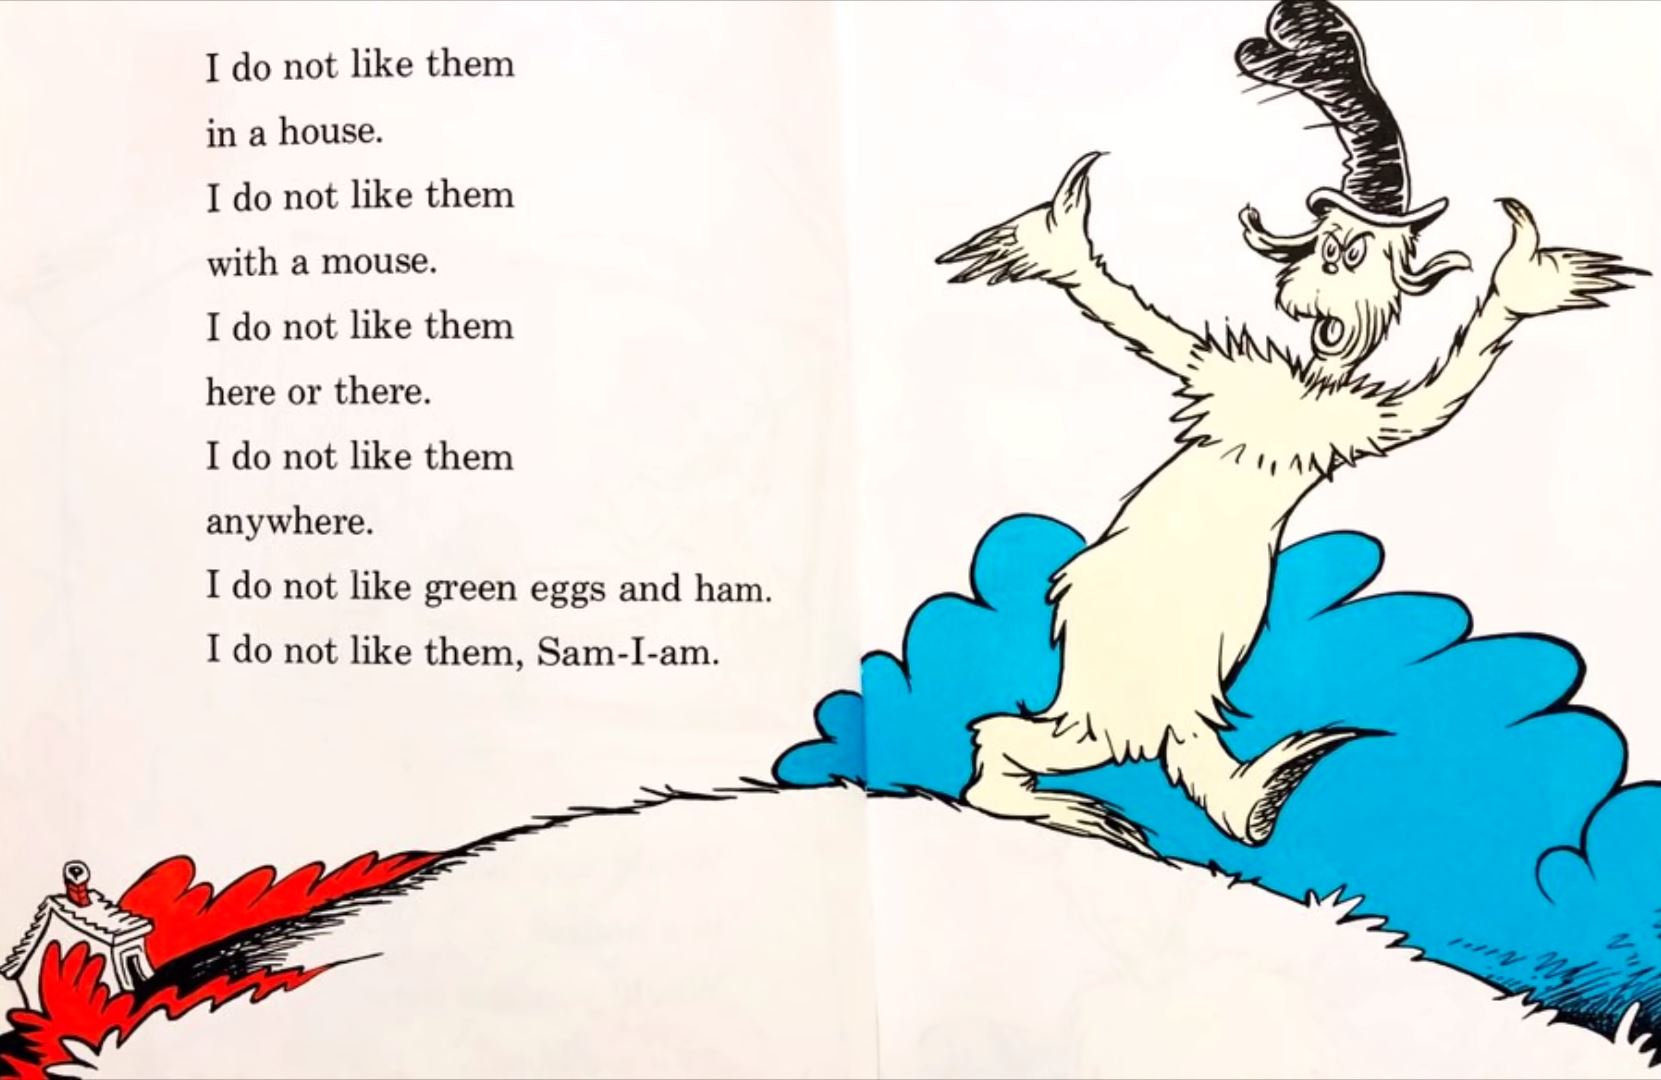 I do not like them
in a house.
I do not like them
with a mouse.
I do not like them
here or there.
I do not like them
anywhere.
I do not like green eggs and ham.
I do not like them, Sam-I-am.